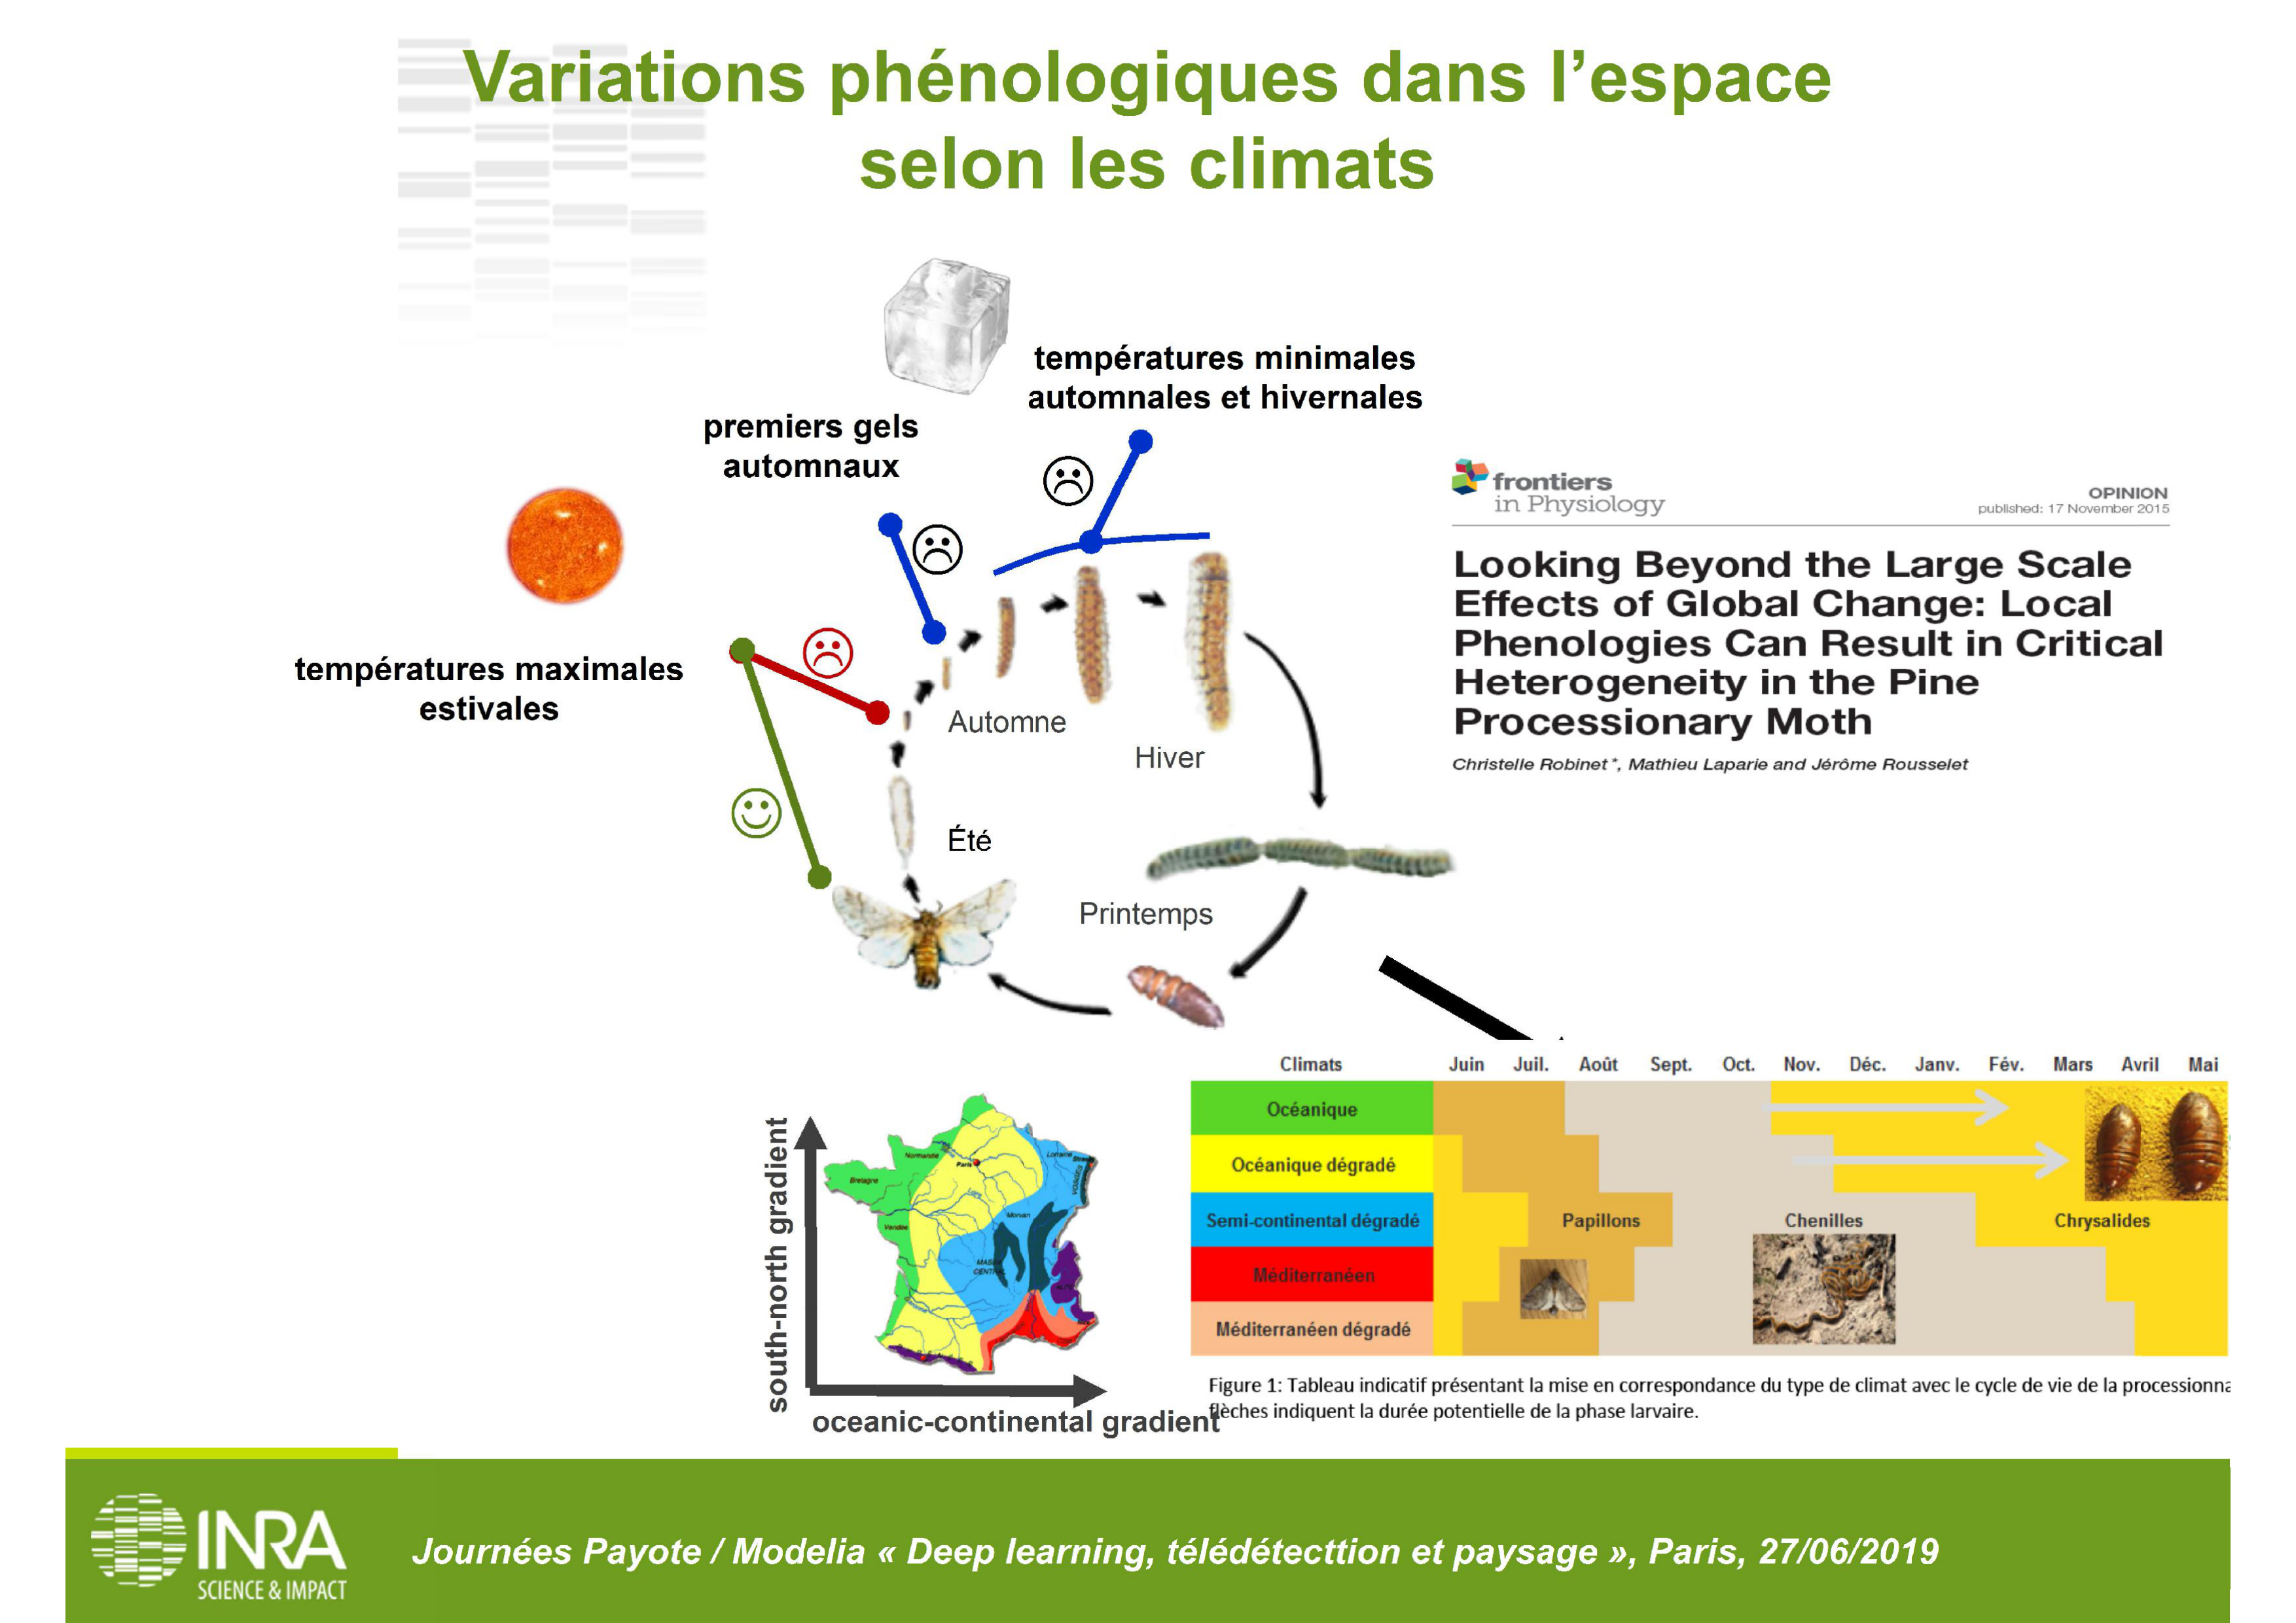 Variations phénologiques dans l’espace
selon les climats
températures minimales
automnales et hivernales
premiers gels
automnaux
températures maximales
estivales
Automne
Hiver
Été
Printemps
frontiers
in Physiology
OPINION
published: 17 November 2015
Looking Beyond the Large Scale
Effects of Global Change: Local
Phenologies Can Result in Critical
Heterogeneity in the Pine
Processionary Moth
Christelle Robinet*, Mathieu Laparie and Jérôme Rousselet
south-north gradient
oceanic-continental gradient
Normandie
Paris
Lorraine
Bretagne
Vendée
Loire
Morvan
VOSGES
Climats Juin Juil. Août Sept. Oct. Nov. Déc. Janv. Fév. Mars Avril Mai
Océanique
Océanique dégradé
Semi-continental dégradé Papillons Chenilles Chrysalides
Méditerranéen
Méditerranéen dégradé
Figure 1: Tableau indicatif présentant la mise en correspondance du type de climat avec le cycle de vie de la processionna
flèches indiquent la durée potentielle de la phase larvaire.
INRA
SCIENCE & IMPACT
Journées Payote / Modelia « Deep learning, télédétecttion et paysage », Paris, 27/06/2019